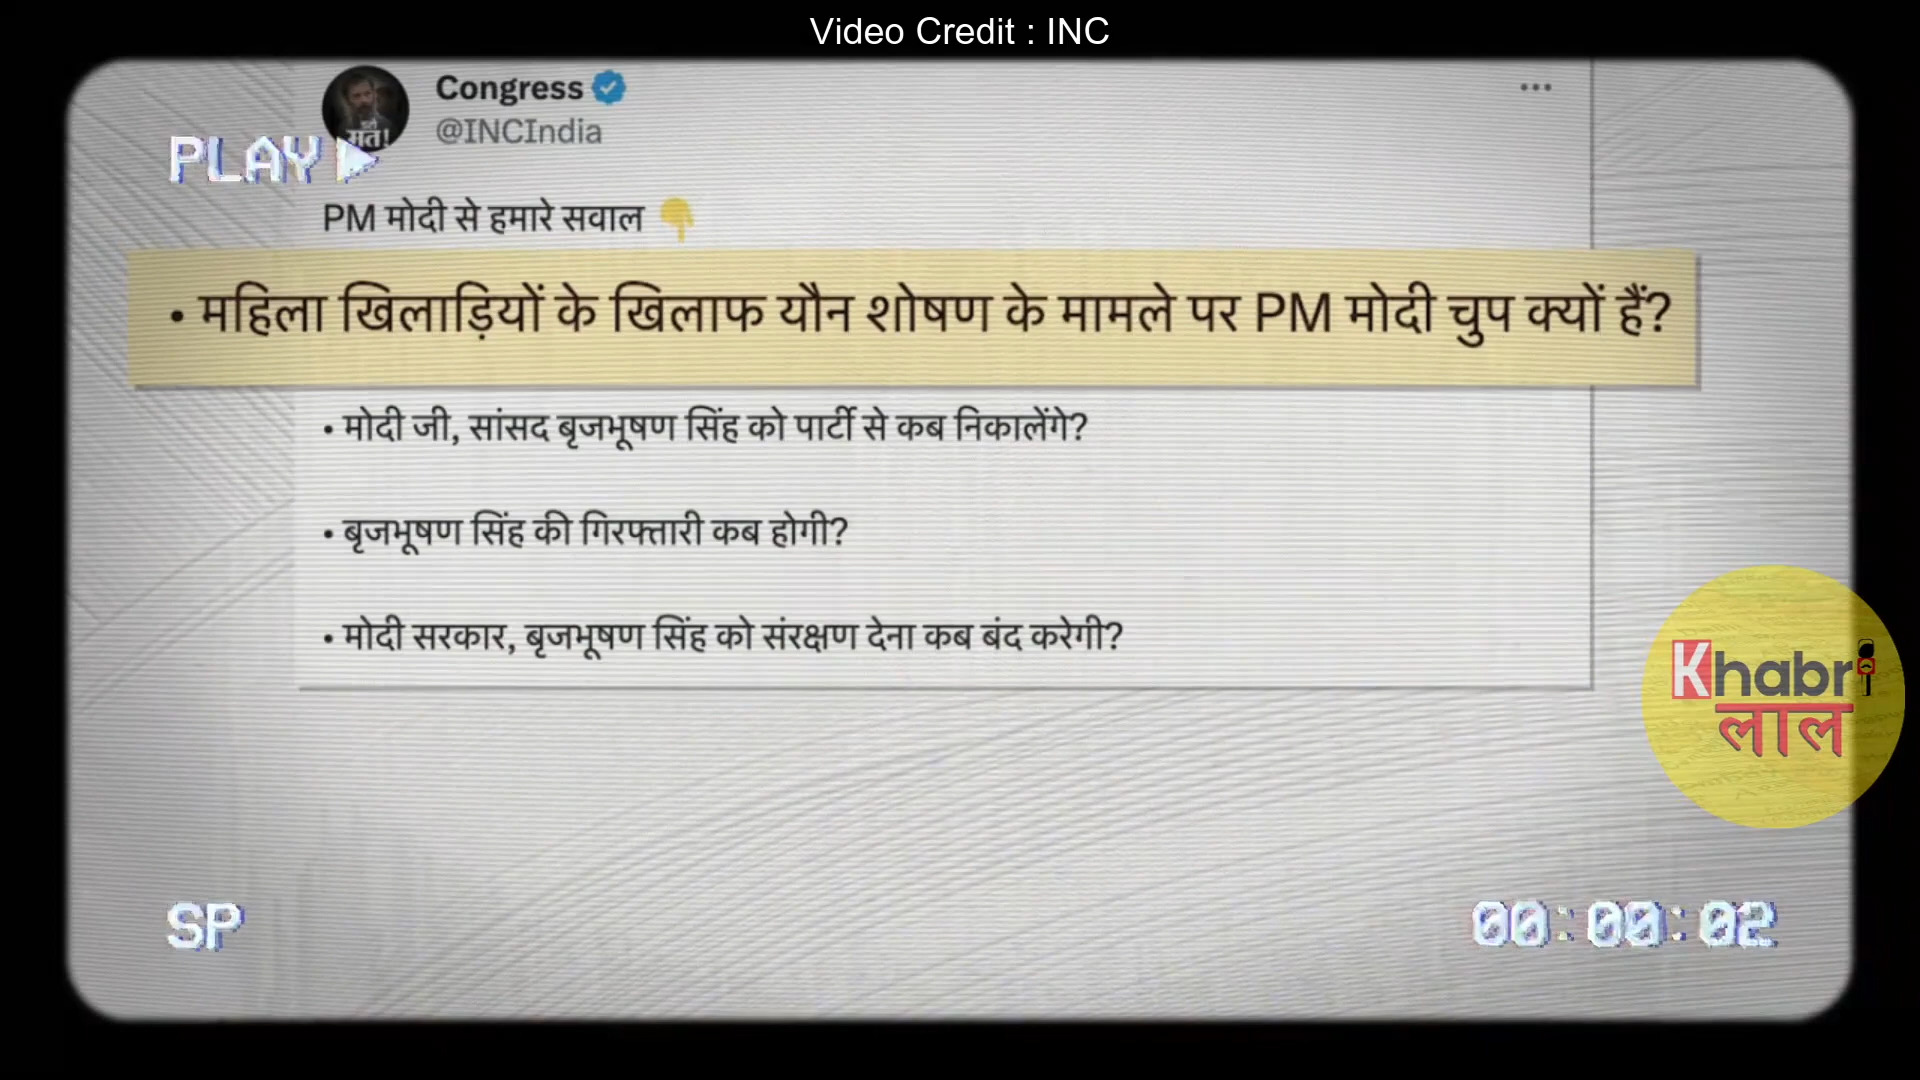 Video Credit : INC
Congress
@INCIndia
मत!
PLAY
PM मोदी से हमारे सवाल
• महिला खिलाड़ियों के खिलाफ यौन शोषण के मामले पर PM मोदी चुप क्यों हैं?
• मोदी जी, सांसद बृजभूषण सिंह को पार्टी से कब निकालेंगे?
• बृजभूषण सिंह की गिरफ्तारी कब होगी?
• मोदी सरकार, बृजभूषण सिंह को संरक्षण देना कब बंद करेगी?
Khabri
लाल
SP
00:00:02